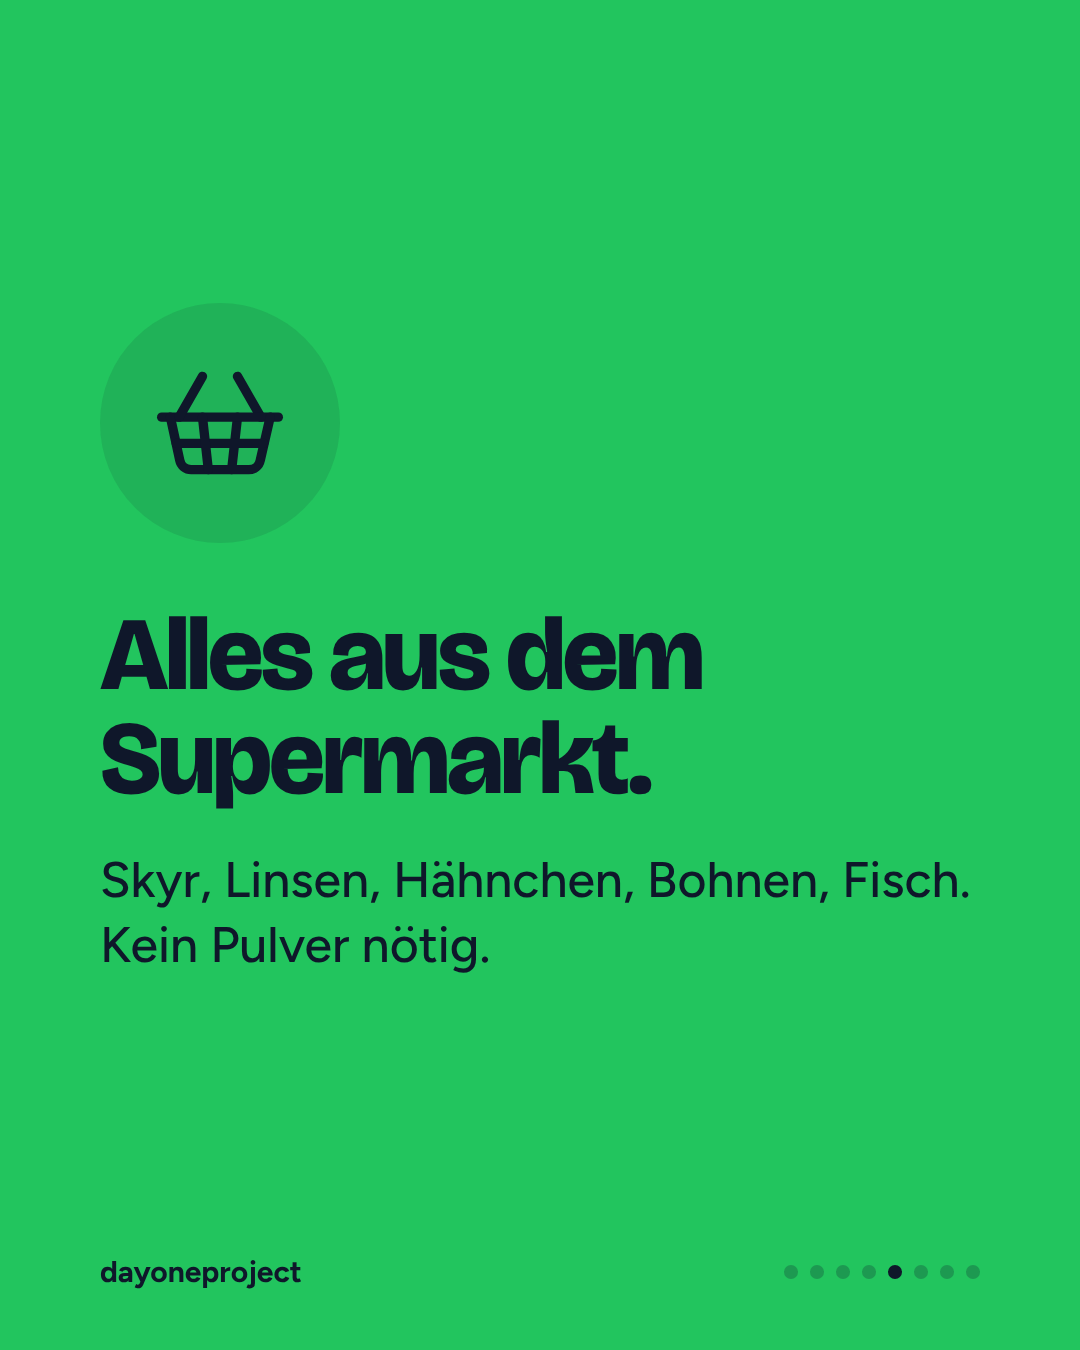 Alles aus dem
Supermarkt.
Skyr, Linsen, Hähnchen, Bohnen, Fisch.
Kein Pulver nötig.
dayoneproject